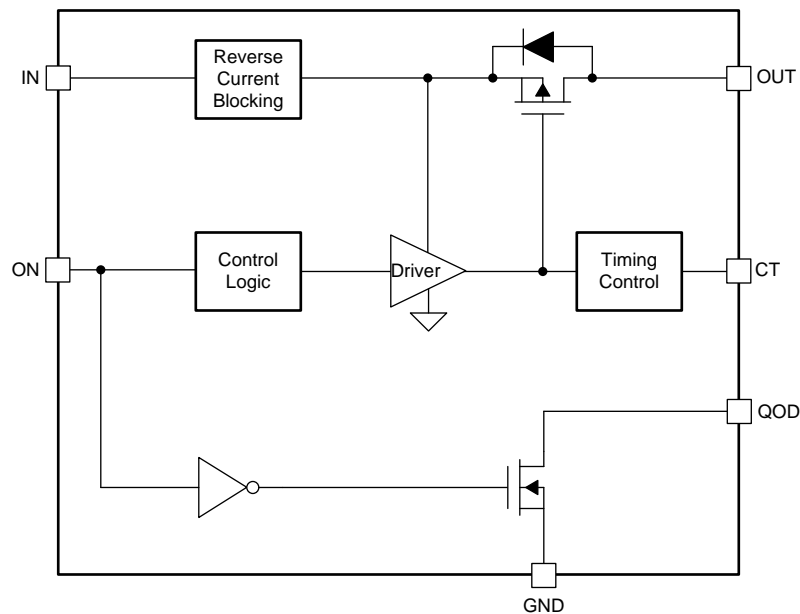 Reverse
Current
Blocking
IN
OUT
ON
Control
Logic
Driver
Timing
Control
CT
QOD
GND